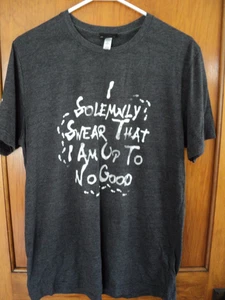 I
Solemnly
Swear That
I Am Up To
No Good